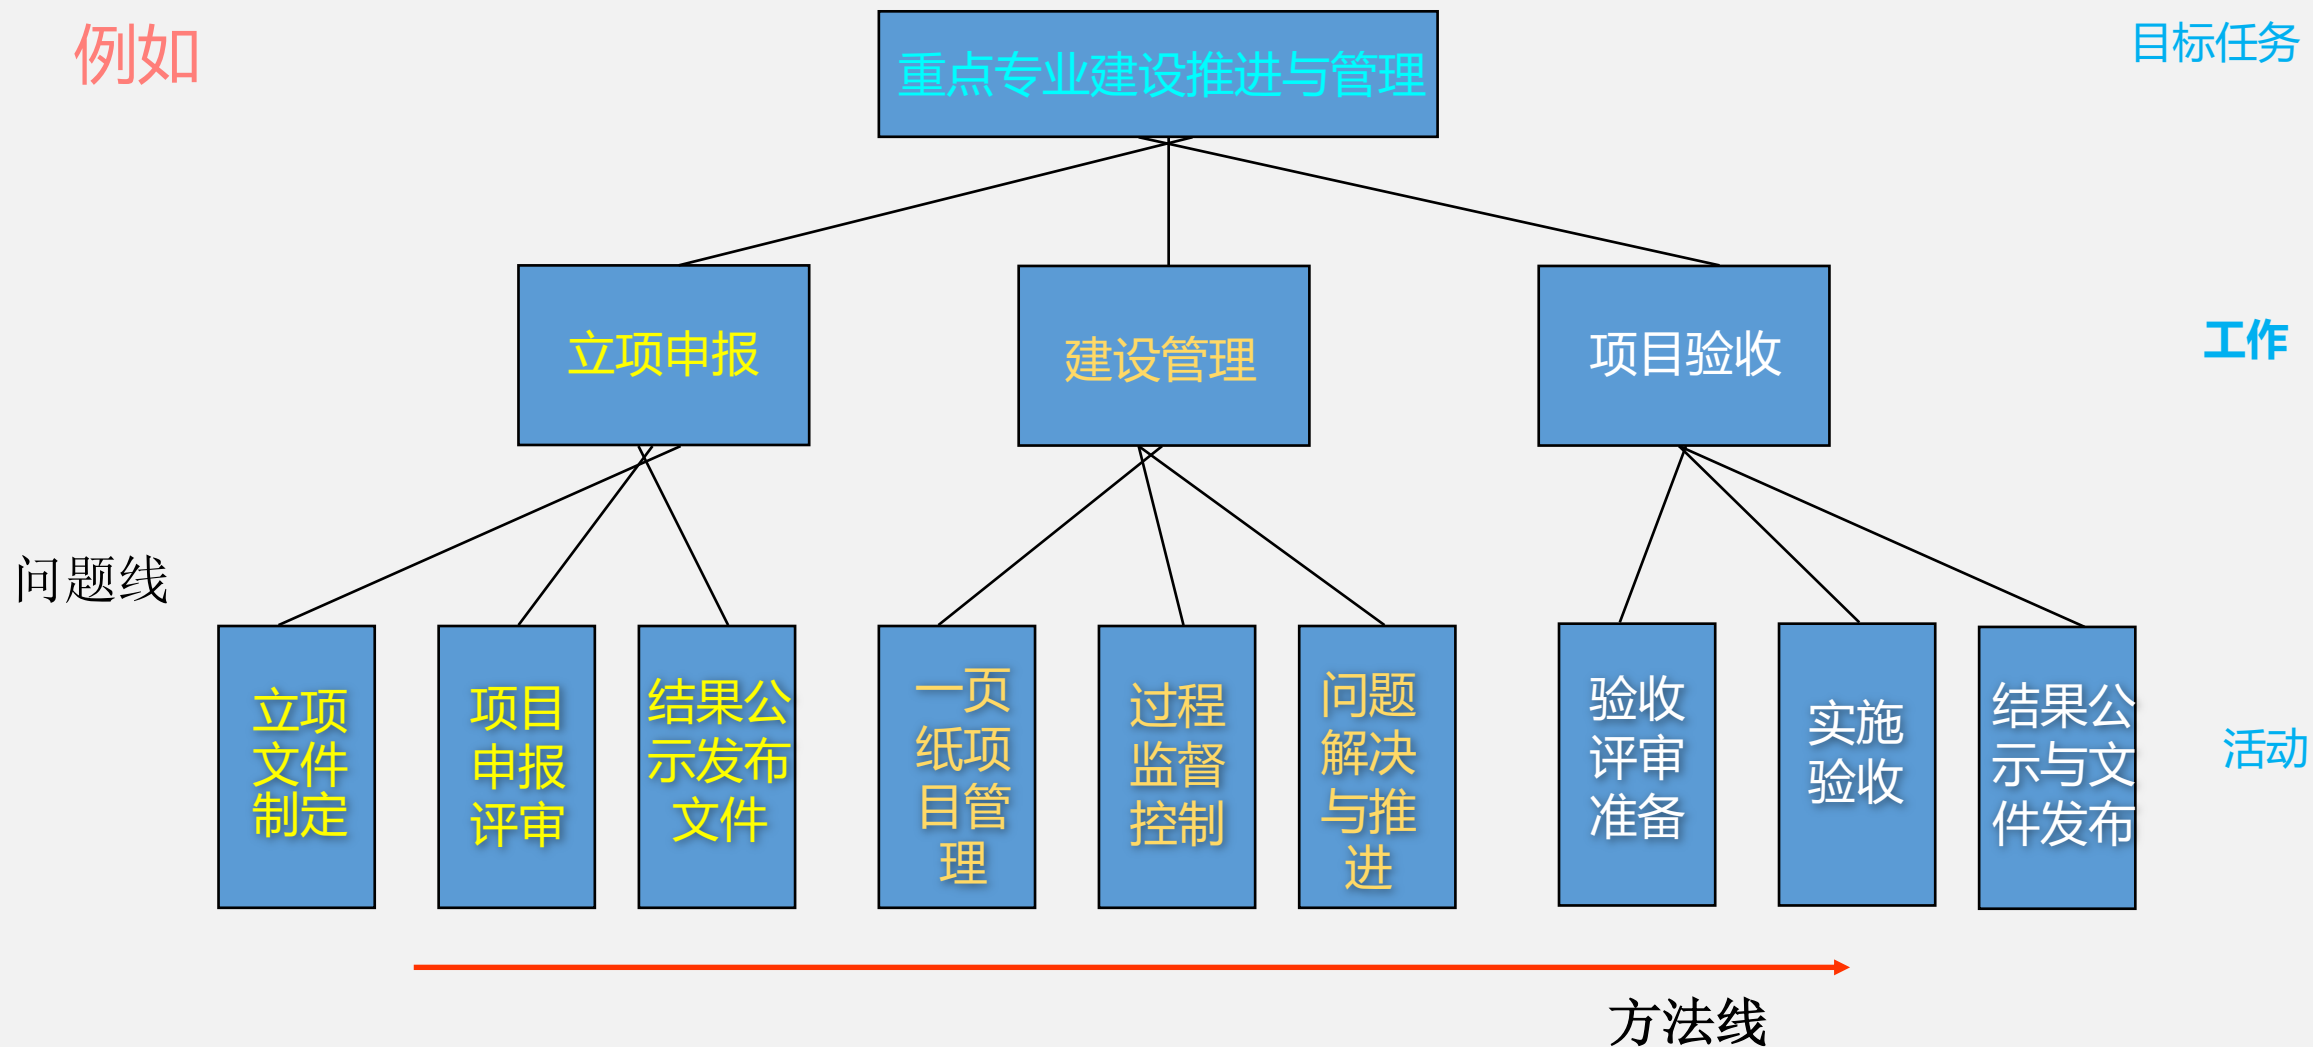 例如
重点专业建设推进与管理
目标任务
立项申报
建设管理
项目验收
工作
问题线
立项
文件
制定
项目
申报
评审
结果公
示发布
文件
一页
纸项
目管
理
过程
监督
控制
问题
解决
与推
进
验收
评审
准备
实施
验收
结果公
示与文
件发布
活动
方法线